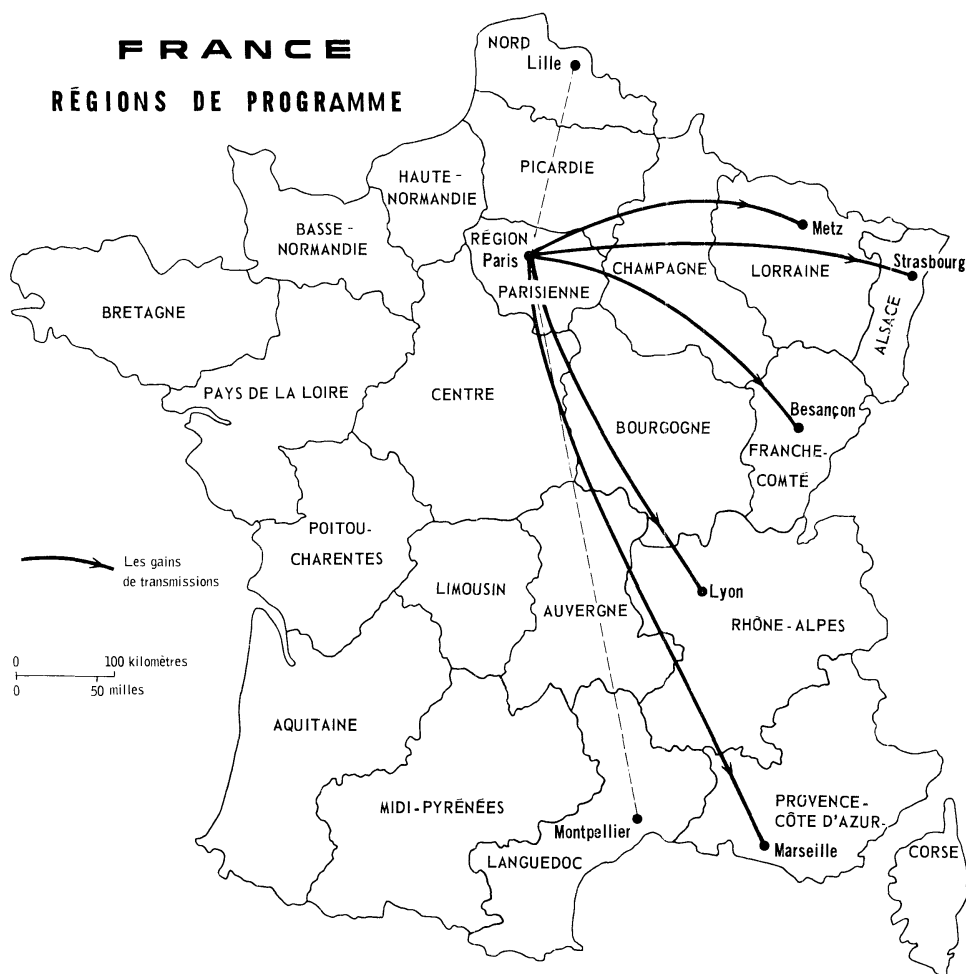 FRANCE
RÉGIONS DE PROGRAMME
NORD
Lille
PICARDIE
HAUTE-
NORMANDIE
BASSE-
NORMANDIE
RÉGION
Paris
PARISIENNE
CHAMPAGNE
LORRAINE
Metz
Strasbourg
ALSACE
BRETAGNE
PAYS DE LA LOIRE
CENTRE
BOURGOGNE
Besançon
FRANCHE-
COMTÉ
POITOU-
CHARENTES
Les gains
de transmissions
LIMOUSIN
AUVERGNE
Lyon
RHÔNE-ALPES
0 100 kilomètres
0 50 milles
AQUITAINE
MIDI-PYRÉNÉES
Montpellier
LANGUEDOC
PROVENCE-
CÔTE D'AZUR-
Marseille
CORSE